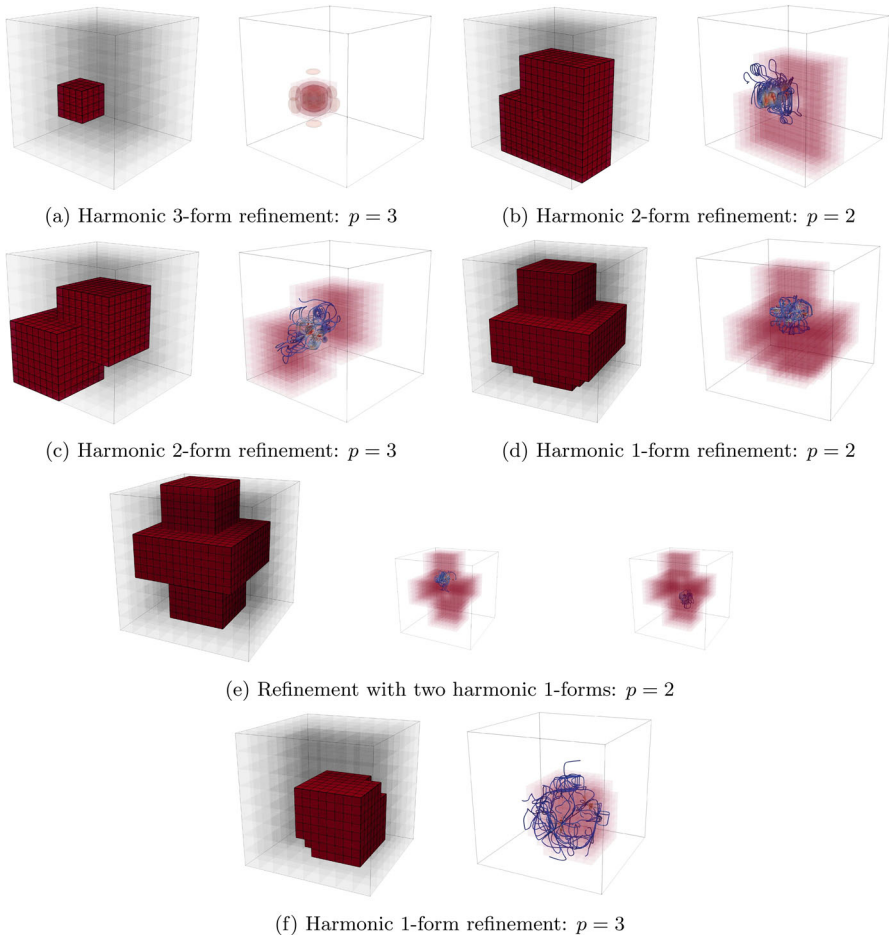 (a) Harmonic 3-form refinement: p = 3
(b) Harmonic 2-form refinement: p = 2
(c) Harmonic 2-form refinement: p = 3
(d) Harmonic 1-form refinement: p = 2
(e) Refinement with two harmonic 1-forms: p = 2
(f) Harmonic 1-form refinement: p = 3